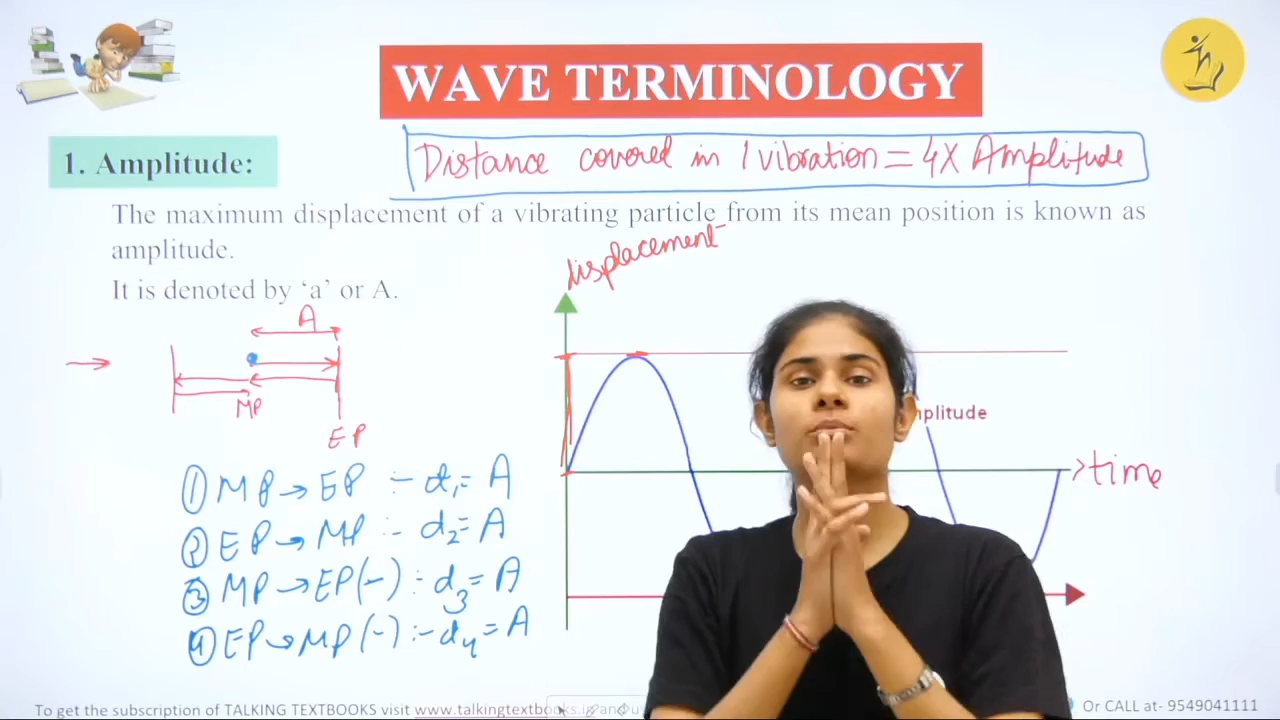 WAVE TERMINOLOGY
1. Amplitude:
Distance covered in 1 vibration = 4X Amplitude
The maximum displacement of a vibrating particle from its mean position is known as
amplitude.
It is denoted by ‘a’ or A.
displacement
A
MP
EP
mplitude
time
① MP → EP :- d₁= A
② EP → MP :- d₂= A
③ MP → EP(-) :- d₃= A
④ EP → MP (-) :- d₄= A
To get the subscription of TALKING TEXTBOOKS visit www.talkingtextbooks.in and
Or CALL at- 9549041111